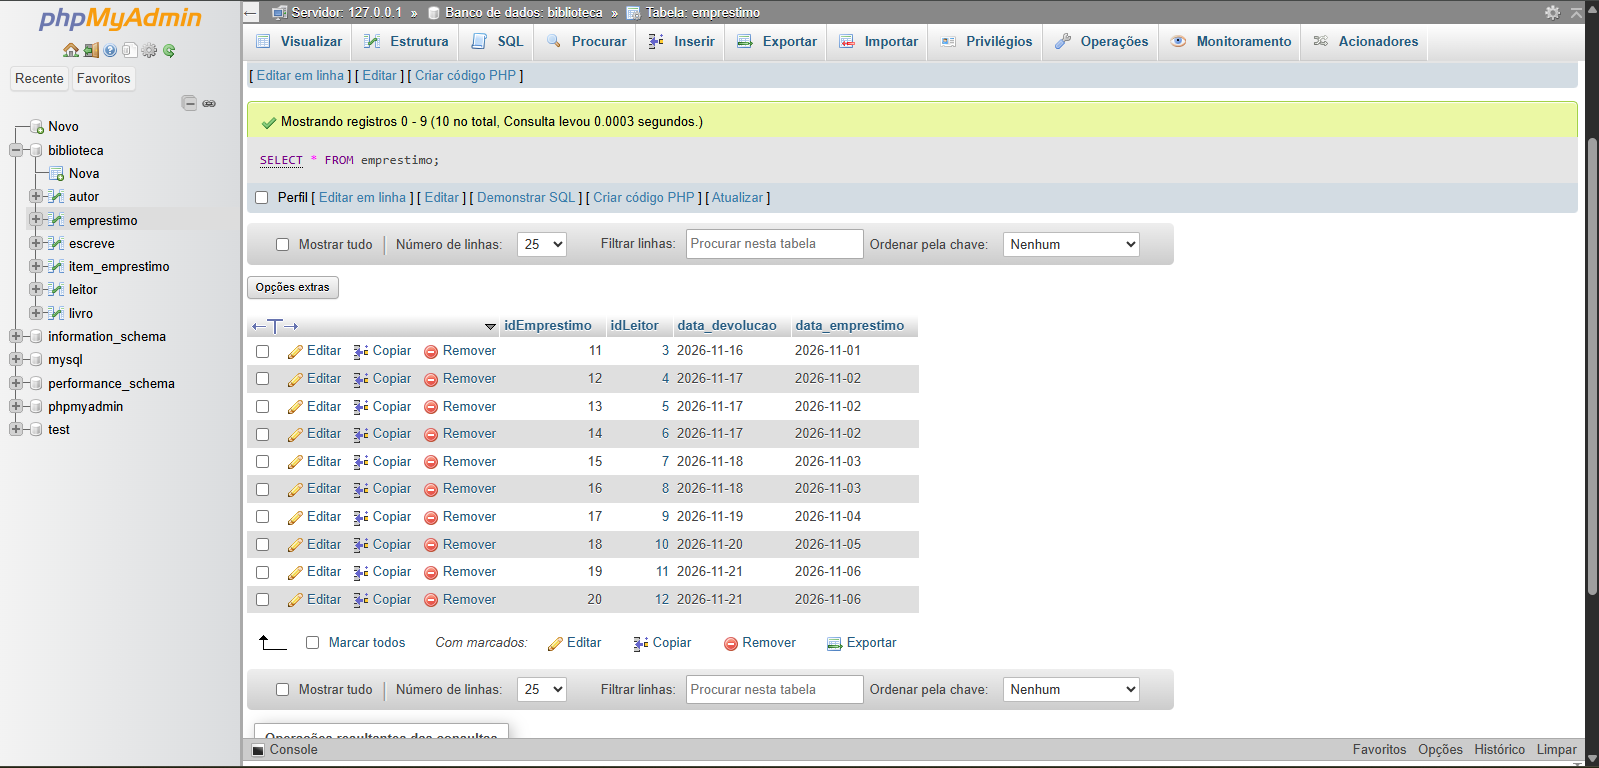 phpMyAdmin
Recente Favoritos
Novo
biblioteca
Nova
autor
emprestimo
escreve
item_emprestimo
leitor
livro
information_schema
mysql
performance_schema
phpmyadmin
test
Servidor: 127.0.0.1 » Banco de dados: biblioteca » Tabela: emprestimo
Visualizar Estrutura SQL Procurar Inserir Exportar Importar Privilégios Operações Monitoramento Acionadores
[ Editar em linha ] [ Editar ] [ Criar código PHP ]
Mostrando registros 0 - 9 (10 no total, Consulta levou 0.0003 segundos.)
SELECT * FROM emprestimo;
Perfil [ Editar em linha ] [ Editar ] [ Demonstrar SQL ] [ Criar código PHP ] [ Atualizar ]
Mostrar tudo Número de linhas: 25 Filtrar linhas: Procurar nesta tabela Ordenar pela chave: Nenhum
Opções extras
idEmprestimo idLeitor data_devolucao data_emprestimo
Editar Copiar Remover 11 3 2026-11-16 2026-11-01
Editar Copiar Remover 12 4 2026-11-17 2026-11-02
Editar Copiar Remover 13 5 2026-11-17 2026-11-02
Editar Copiar Remover 14 6 2026-11-17 2026-11-02
Editar Copiar Remover 15 7 2026-11-18 2026-11-03
Editar Copiar Remover 16 8 2026-11-18 2026-11-03
Editar Copiar Remover 17 9 2026-11-19 2026-11-04
Editar Copiar Remover 18 10 2026-11-20 2026-11-05
Editar Copiar Remover 19 11 2026-11-21 2026-11-06
Editar Copiar Remover 20 12 2026-11-21 2026-11-06
Marcar todos Com marcados: Editar Copiar Remover Exportar
Mostrar tudo Número de linhas: 25 Filtrar linhas: Procurar nesta tabela Ordenar pela chave: Nenhum
Operações resultantes das consultas
Console Favoritos Opções Histórico Limpar